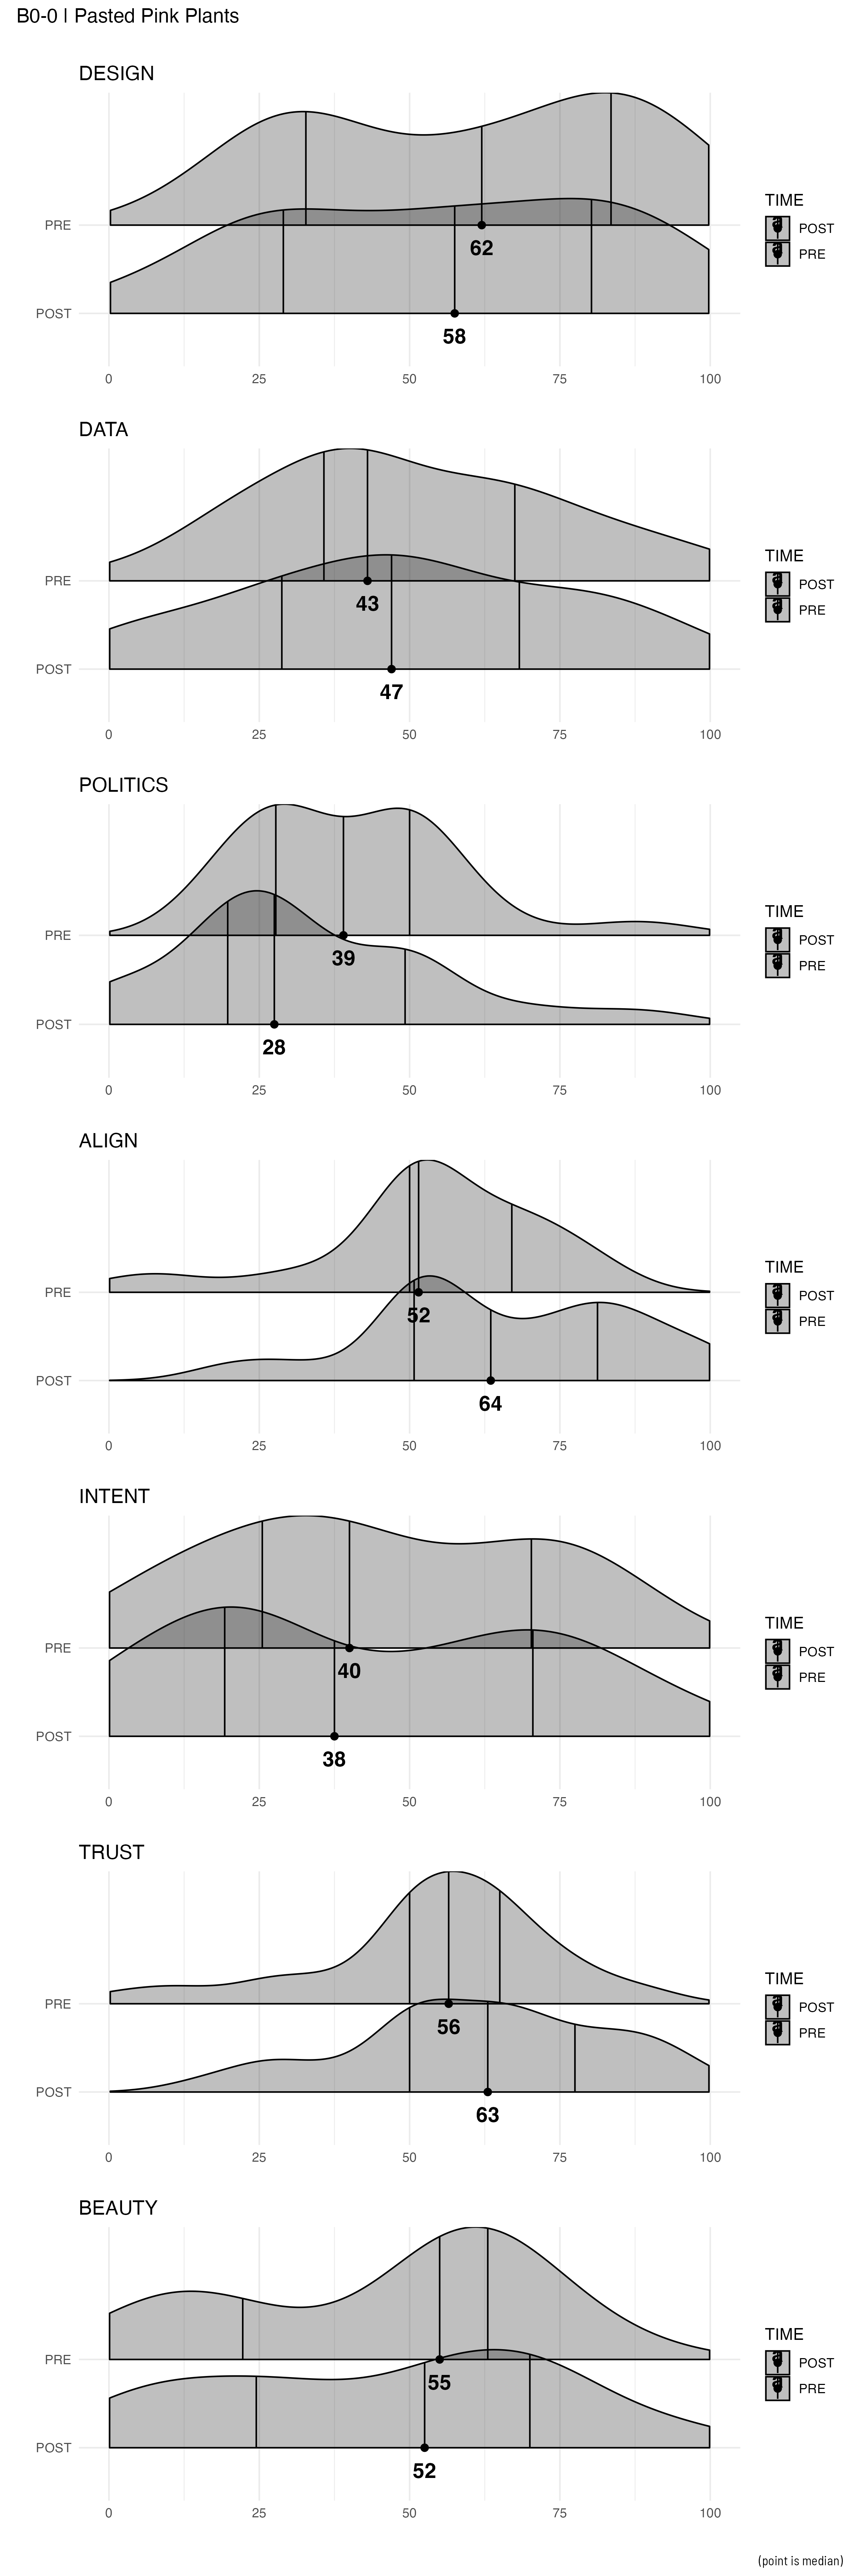 B0-0 | Pasted Pink Plants
DESIGN
PRE
POST
62
58
0 25 50 75 100
TIME
POST
PRE
DATA
PRE
POST
43
47
0 25 50 75 100
TIME
POST
PRE
POLITICS
PRE
POST
39
28
0 25 50 75 100
TIME
POST
PRE
ALIGN
PRE
POST
52
64
0 25 50 75 100
TIME
POST
PRE
INTENT
PRE
POST
40
38
0 25 50 75 100
TIME
POST
PRE
TRUST
PRE
POST
56
63
0 25 50 75 100
TIME
POST
PRE
BEAUTY
PRE
POST
55
52
0 25 50 75 100
TIME
POST
PRE
(point is median)